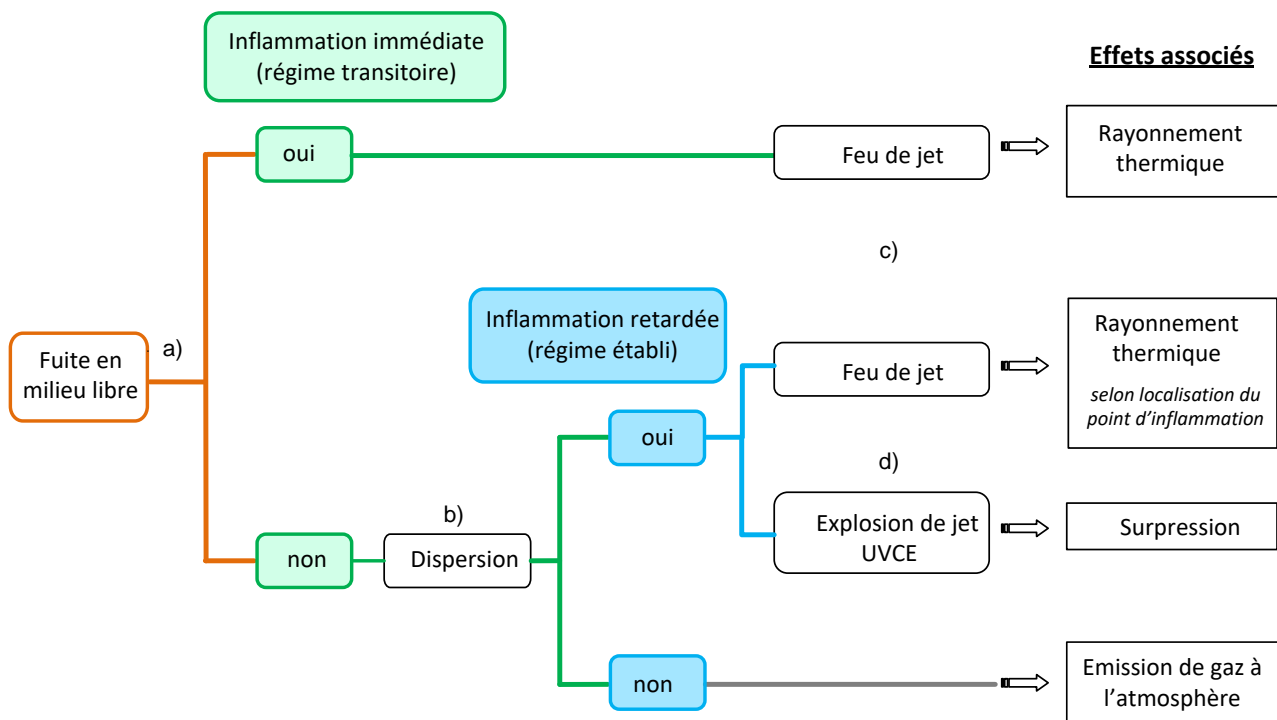 Inflammation immédiate
(régime transitoire)
Effets associés
oui
Feu de jet
Rayonnement
thermique
c)
Inflammation retardée
(régime établi)
Fuite en
milieu libre
a)
Feu de jet
Rayonnement
thermique
selon localisation du
point d’inflammation
oui
d)
b)
non
Dispersion
Explosion de jet
UVCE
Surpression
non
Emission de gaz à
l’atmosphère